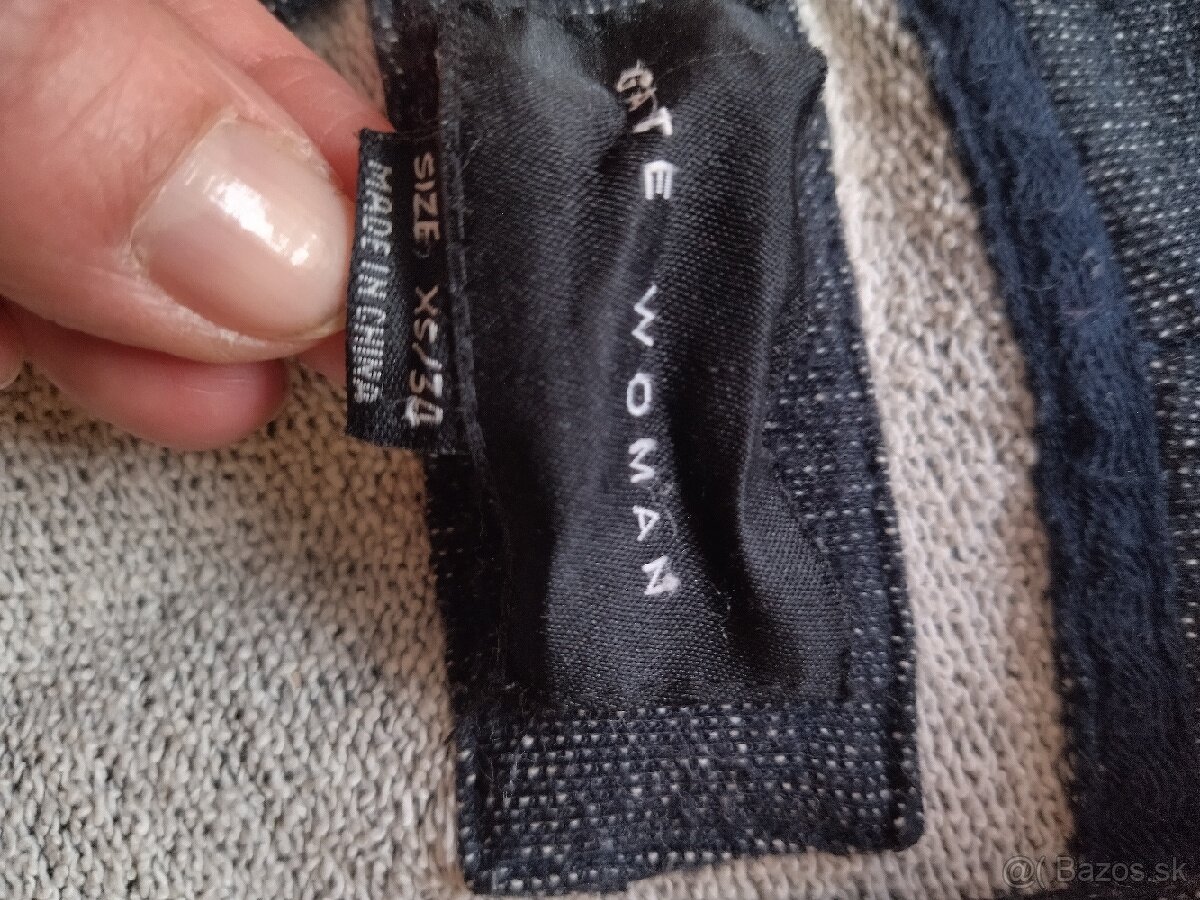 GATE WOMAN
SIZE XS/34
MADE IN CHINA
@( Bazos.sk